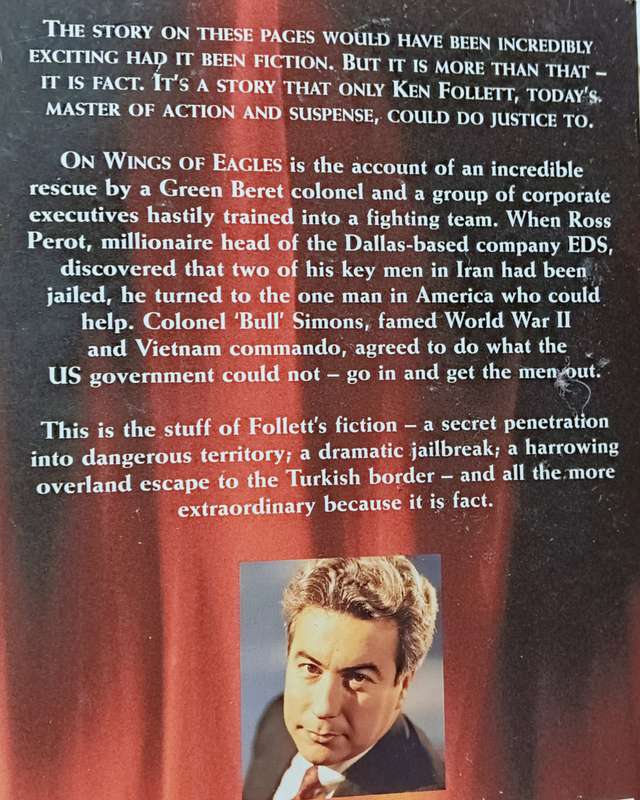 THE STORY ON THESE PAGES WOULD HAVE BEEN INCREDIBLY
EXCITING HAD IT BEEN FICTION. BUT IT IS MORE THAN THAT –
IT IS FACT. IT'S A STORY THAT ONLY KEN FOLLETT, TODAY'S
MASTER OF ACTION AND SUSPENSE, COULD DO JUSTICE TO.
ON WINGS OF EAGLES is the account of an incredible
rescue by a Green Beret colonel and a group of corporate
executives hastily trained into a fighting team. When Ross
Perot, millionaire head of the Dallas-based company EDS,
discovered that two of his key men in Iran had been
jailed, he turned to the one man in America who could
help. Colonel 'Bull' Simons, famed World War II
and Vietnam commando, agreed to do what the
US government could not – go in and get the men out.
This is the stuff of Follett's fiction – a secret penetration
into dangerous territory; a dramatic jailbreak; a harrowing
overland escape to the Turkish border – and all the more
extraordinary because it is fact.